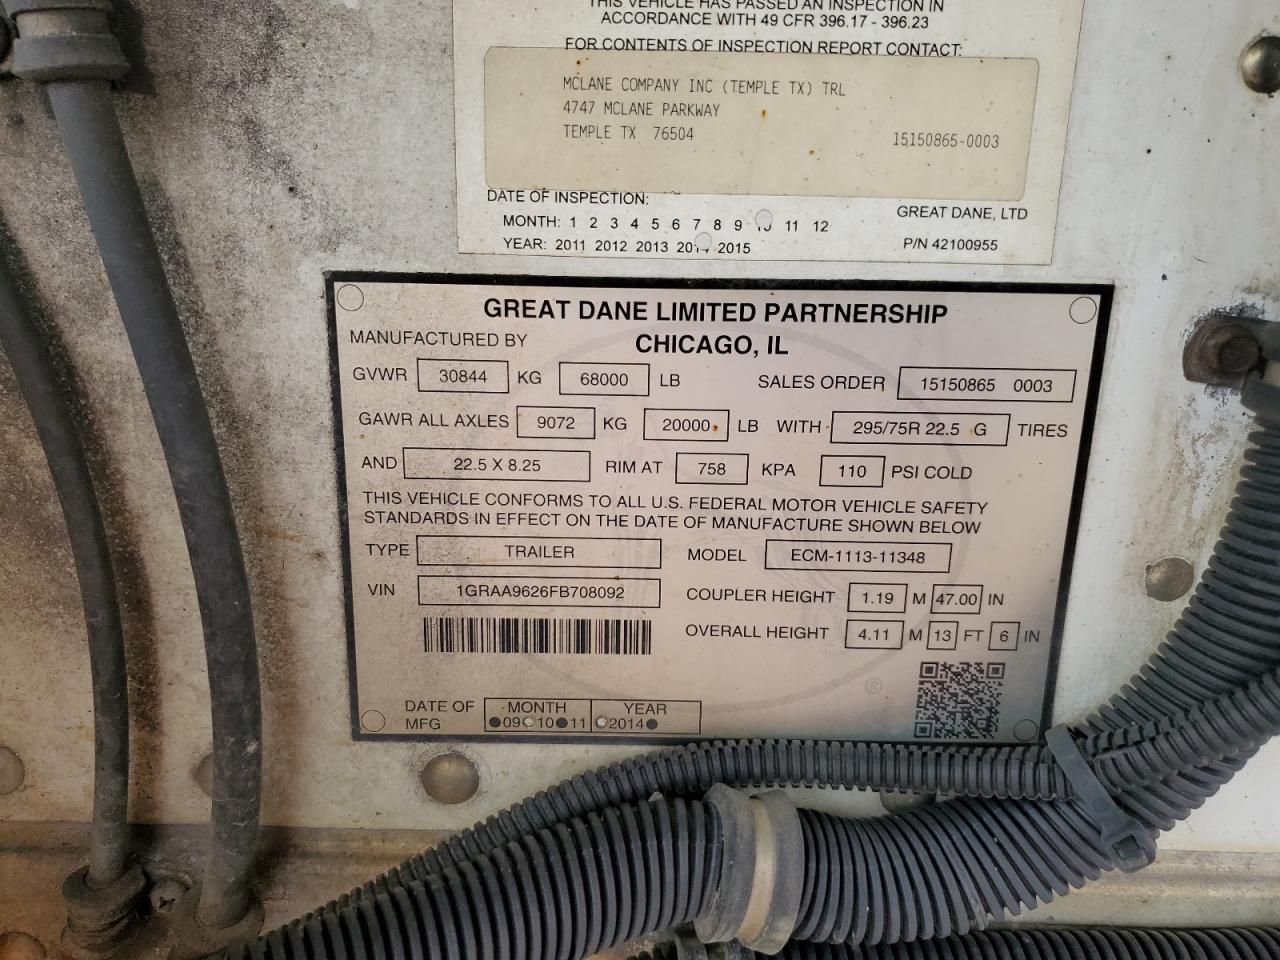 THIS VEHICLE HAS PASSED AN INSPECTION IN
ACCORDANCE WITH 49 CFR 396.17 - 396.23
FOR CONTENTS OF INSPECTION REPORT CONTACT:
MCLANE COMPANY INC (TEMPLE TX) TRL
4747 MCLANE PARKWAY
TEMPLE TX 76504 15150865-0003
DATE OF INSPECTION:
GREAT DANE, LTD
MONTH: 1 2 3 4 5 6 7 8 9 11 12
YEAR: 2011 2012 2013 2015 P/N 42100955
GREAT DANE LIMITED PARTNERSHIP
MANUFACTURED BY CHICAGO, IL
GVWR 30844 KG 68000 LB SALES ORDER 15150865 0003
GAWR ALL AXLES 9072 KG 20000 LB WITH 295/75R 22.5 G TIRES
AND 22.5 X 8.25 RIM AT 758 KPA 110 PSI COLD
THIS VEHICLE CONFORMS TO ALL U.S. FEDERAL MOTOR VEHICLE SAFETY
STANDARDS IN EFFECT ON THE DATE OF MANUFACTURE SHOWN BELOW
TYPE TRAILER MODEL ECM-1113-11348
VIN 1GRAA9626FB708092 COUPLER HEIGHT 1.19 M 47.00 IN
OVERALL HEIGHT 4.11 M 13 FT 6 IN
®
DATE OF MFG MONTH YEAR
09 10 11 2014